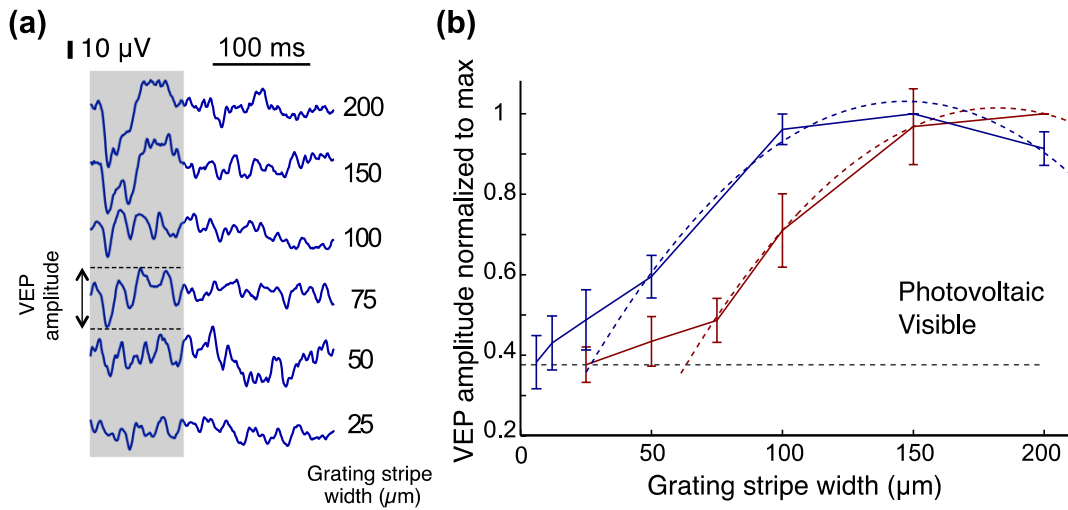 (a)
10 µV
100 ms
200
150
100
75
50
25
VEP
amplitude
Grating stripe
width (µm)
(b)
VEP amplitude normalized to max
1
0.8
0.6
0.4
0.2
0
50
100
150
200
Grating stripe width (µm)
Photovoltaic
Visible